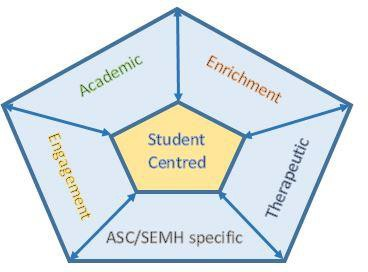 Academic
Enrichment
Student
Centred
Engagement
Therapeutic
ASC/SEMH specific